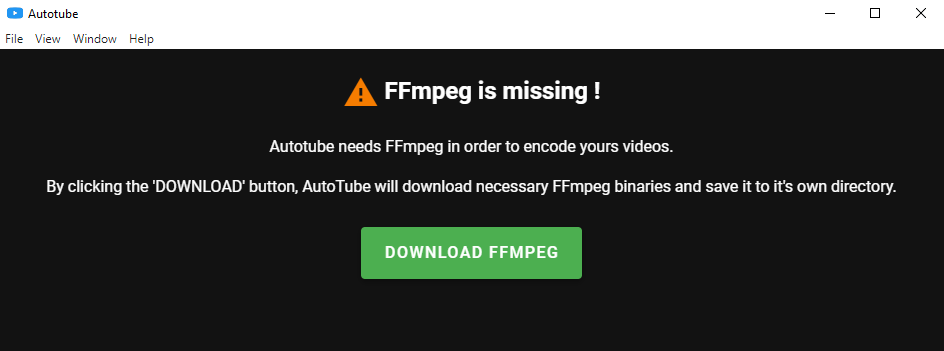 Autotube
File View Window Help
FFmpeg is missing !
Autotube needs FFmpeg in order to encode yours videos.
By clicking the 'DOWNLOAD' button, AutoTube will download necessary FFmpeg binaries and save it to it's own directory.
DOWNLOAD FFMPEG